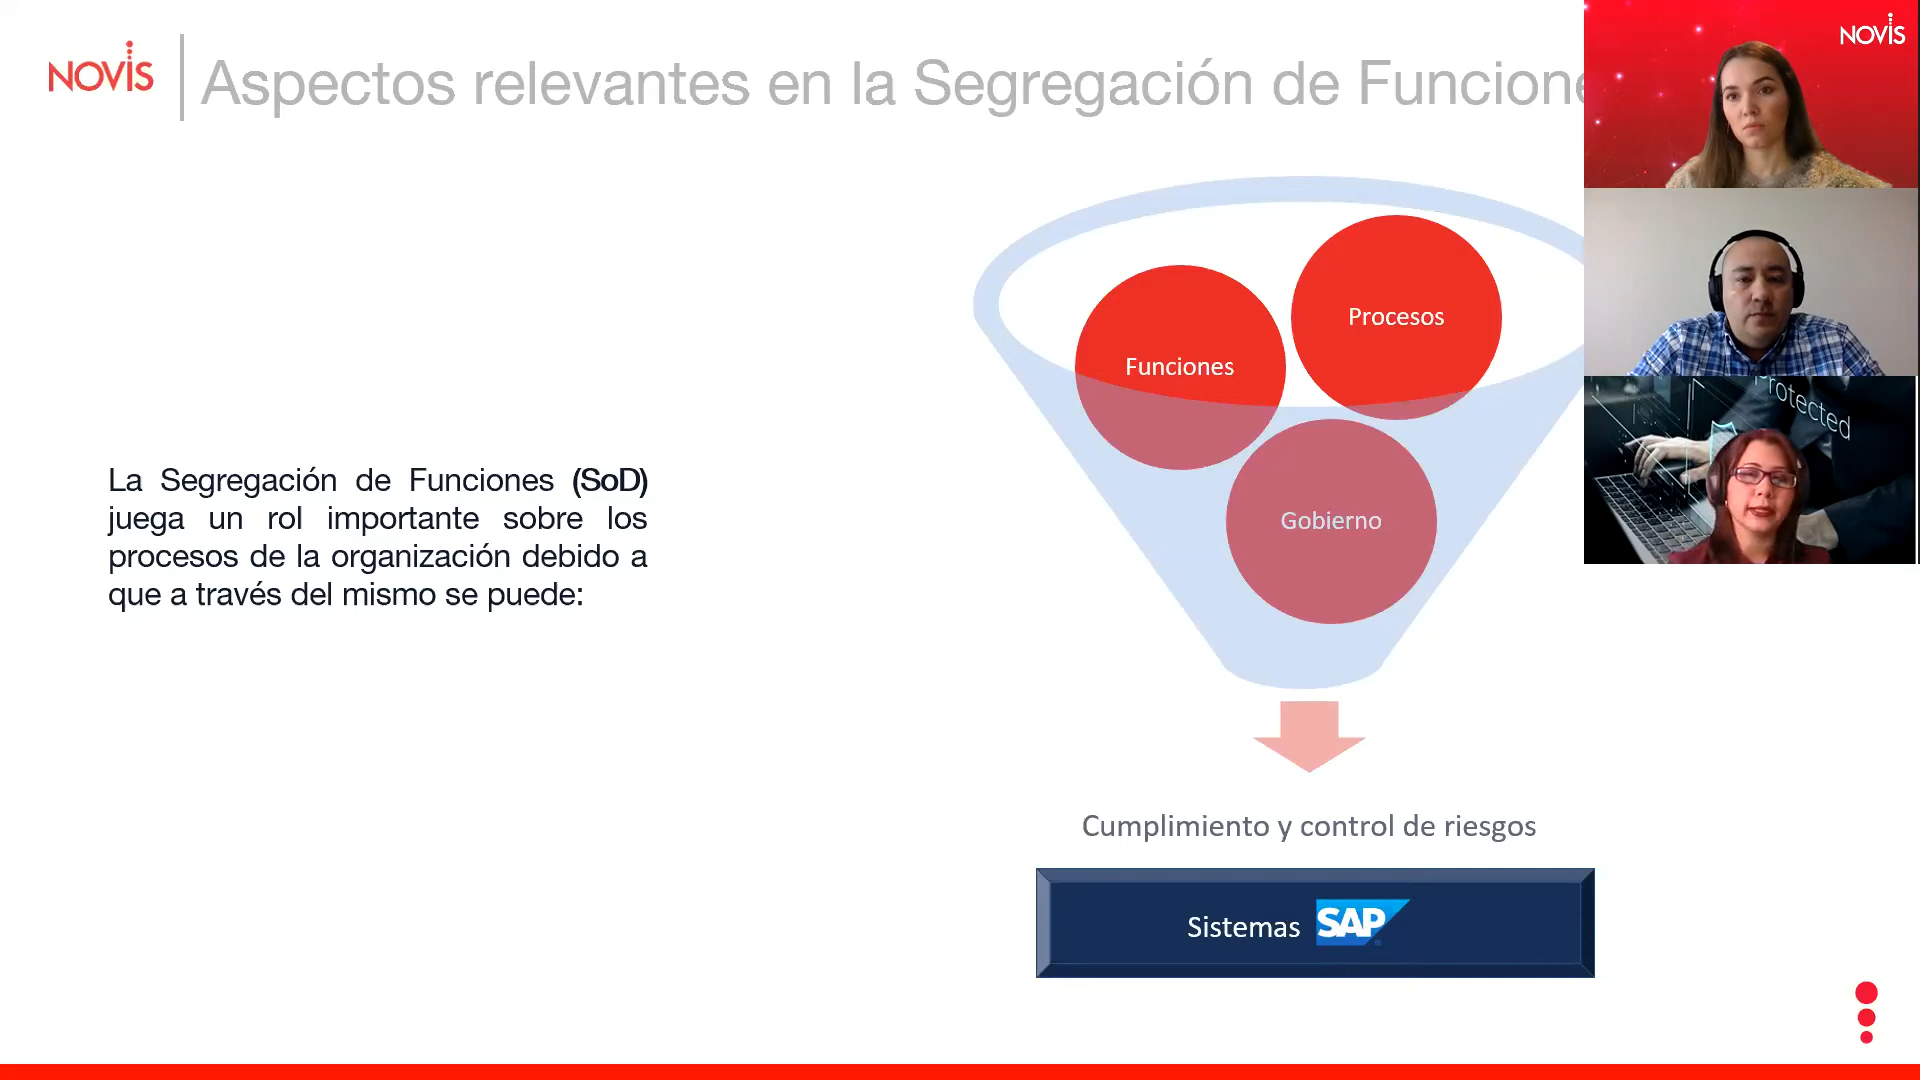 NOVIS
Aspectos relevantes en la Segregación de Funcione
NOVIS
Procesos
Funciones
Protected
La Segregación de Funciones (SoD)
juega un rol importante sobre los
procesos de la organización debido a
que a través del mismo se puede:
Gobierno
Cumplimiento y control de riesgos
Sistemas SAP